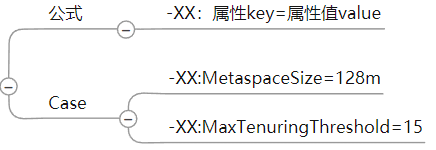 公式
-XX：属性key=属性值value
Case
-XX:MetaspaceSize=128m
-XX:MaxTenuringThreshold=15